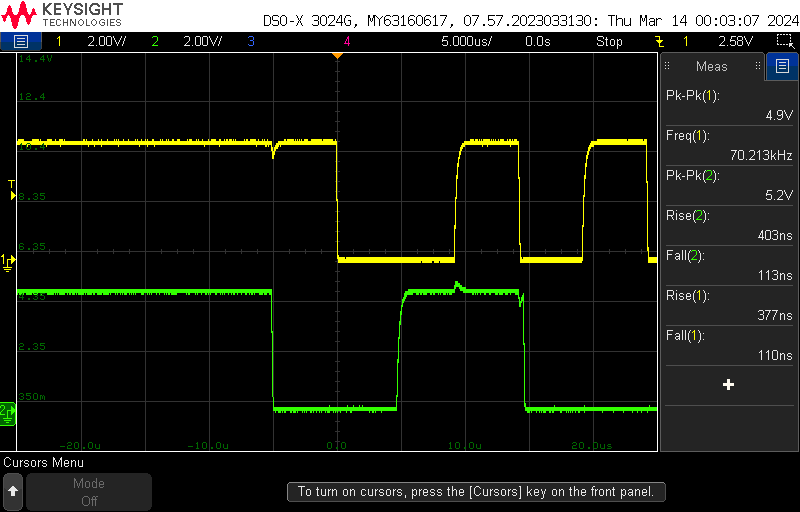 KEYSIGHT
TECHNOLOGIES
DSO-X 3024G, MY63160617, 07.57.2023033130: Thu Mar 14 00:03:07 2024
1 2.00V/ 2 2.00V/ 3 4 5.000us/ 0.0s Stop 1 2.58V
14.4V
12.4
10.3
8.35
6.35
4.35
2.35
350m
-20.0u -10.0u 0.0 10.0u 20.0us
T
1
2
Meas
Pk-Pk(1):
4.9V
Freq(1):
70.213kHz
Pk-Pk(2):
5.2V
Rise(2):
403ns
Fall(2):
113ns
Rise(1):
377ns
Fall(1):
110ns
Cursors Menu
Mode
Off
To turn on cursors, press the [Cursors] key on the front panel.